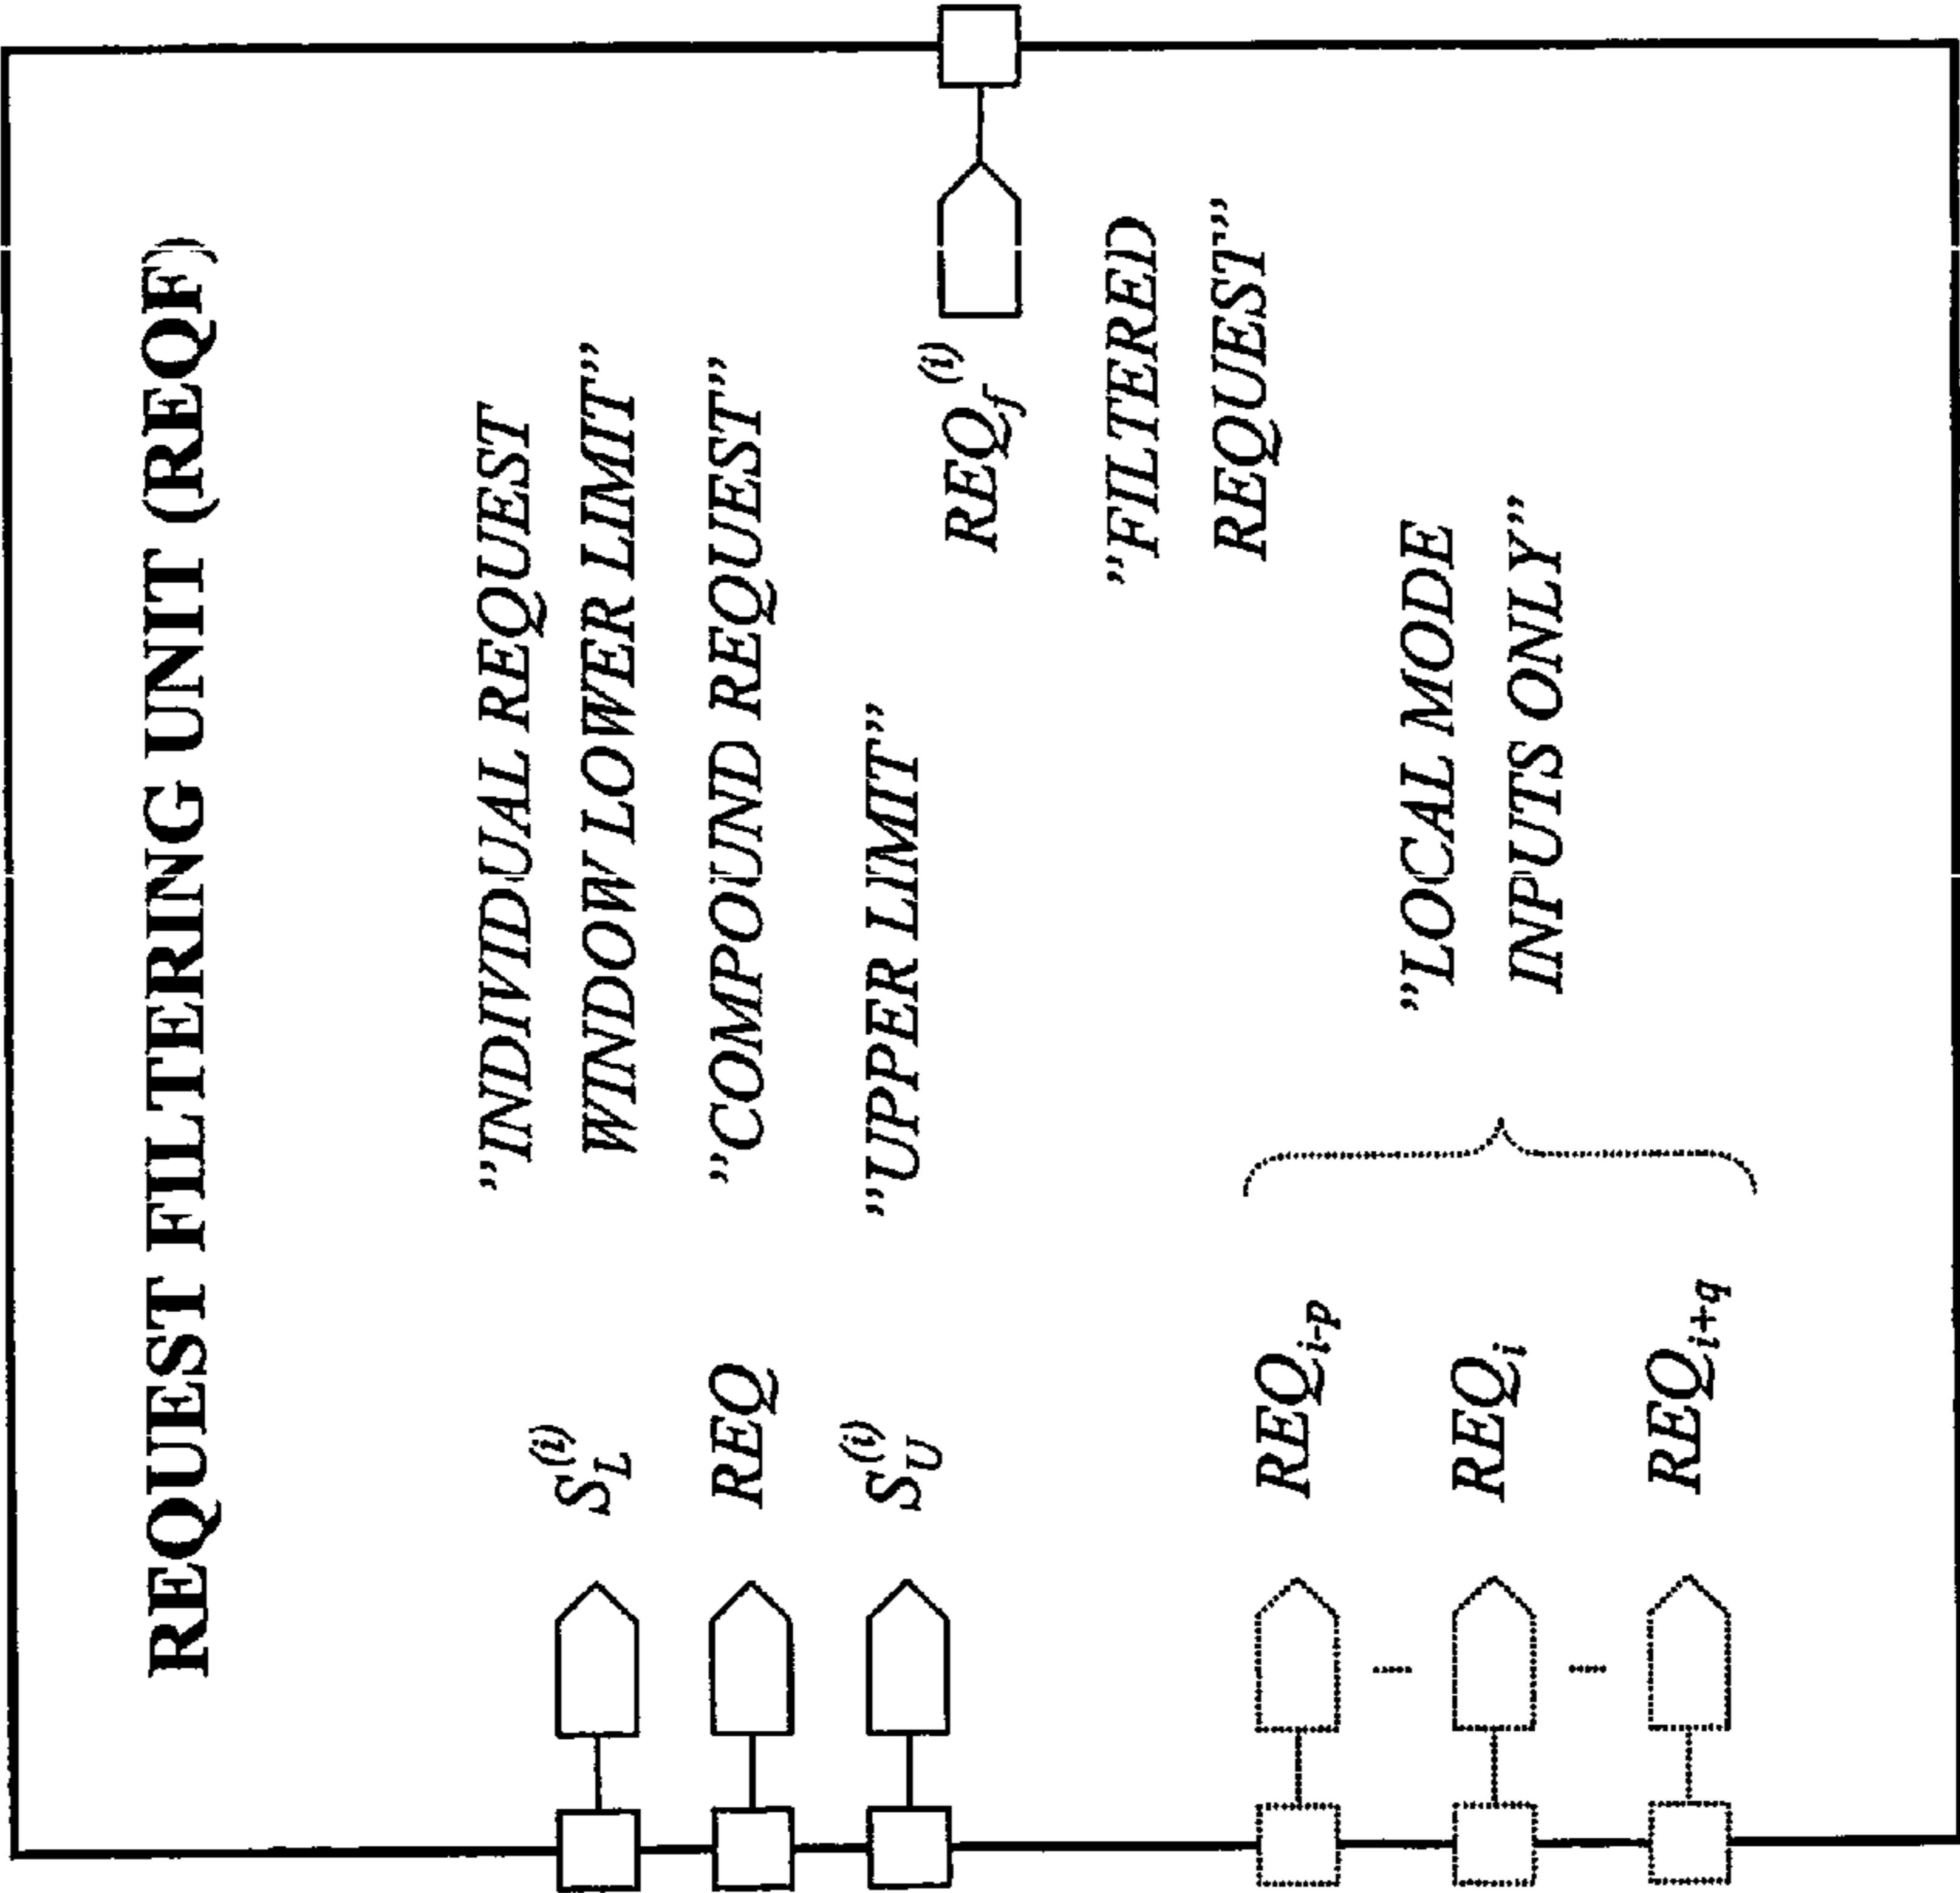 REQUEST FILTERING UNIT (REQF)
"INDIVIDUAL REQUEST
S_L^(i) WINDOW LOWER LIMIT"
REQ "COMPOUND REQUEST"
S_U^(i) "UPPER LIMIT"
REQ_f^(i)
"FILTERED
REQUEST"
REQ_i-p
"LOCAL MODE
REQ_i INPUTS ONLY"
REQ_i+q